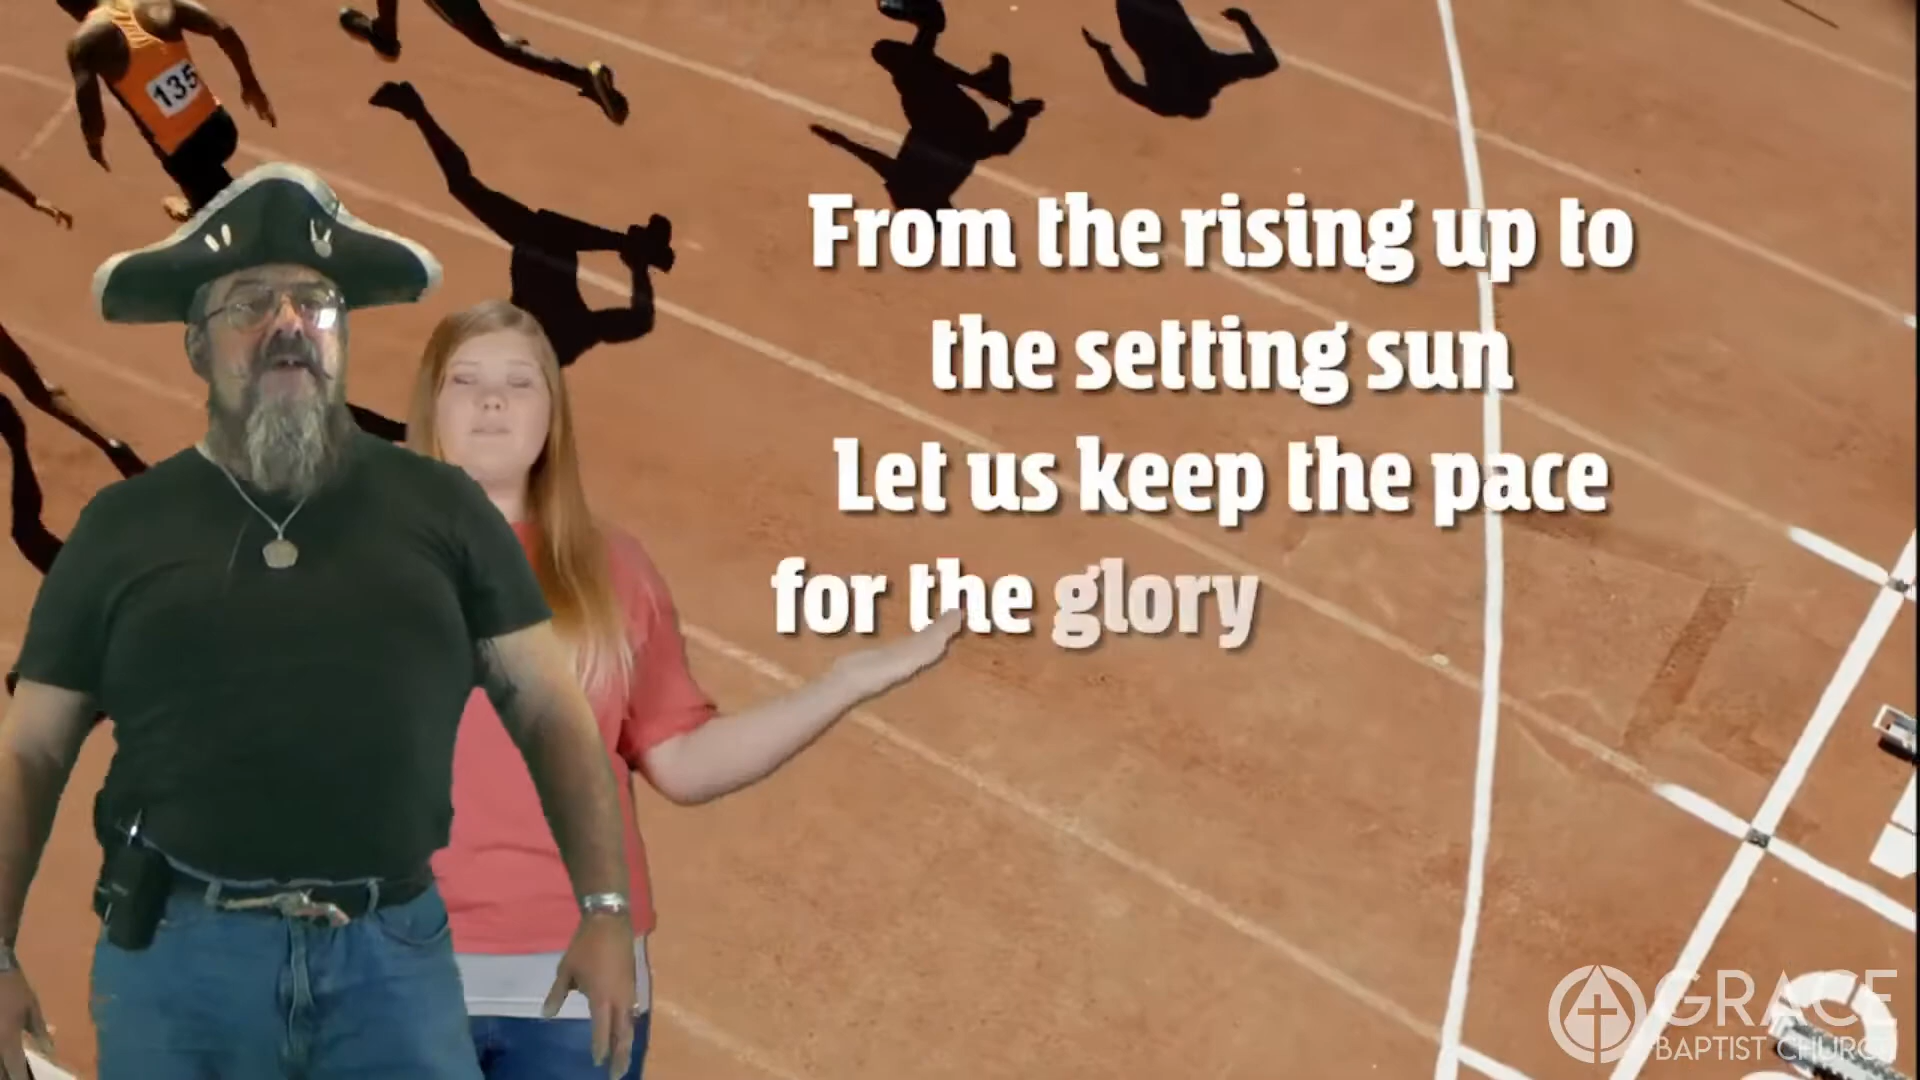 135
From the rising up to
the setting sun
Let us keep the pace
for the glory
GRACE
BAPTIST CHURCH